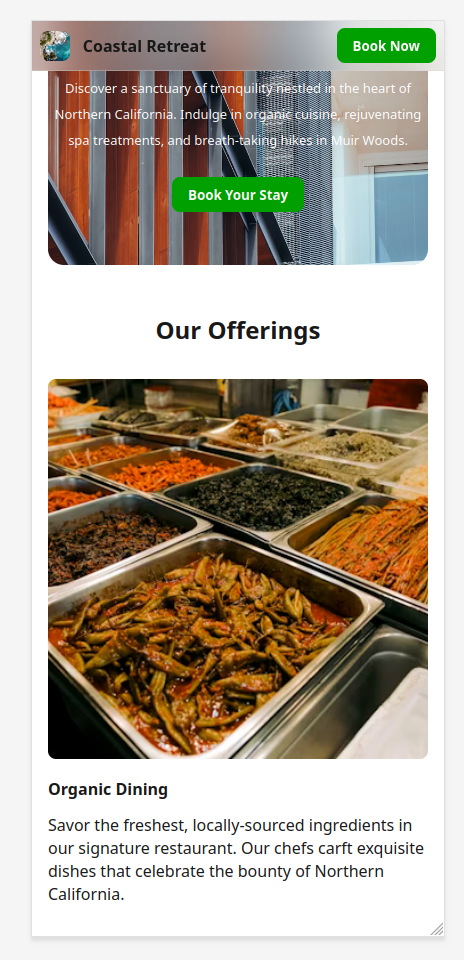 Coastal Retreat
Book Now
Discover a sanctuary of tranquility nestled in the heart of
Northern California. Indulge in organic cuisine, rejuvenating
spa treatments, and breath-taking hikes in Muir Woods.
Book Your Stay
Our Offerings
Organic Dining
Savor the freshest, locally-sourced ingredients in
our signature restaurant. Our chefs carft exquisite
dishes that celebrate the bounty of Northern
California.